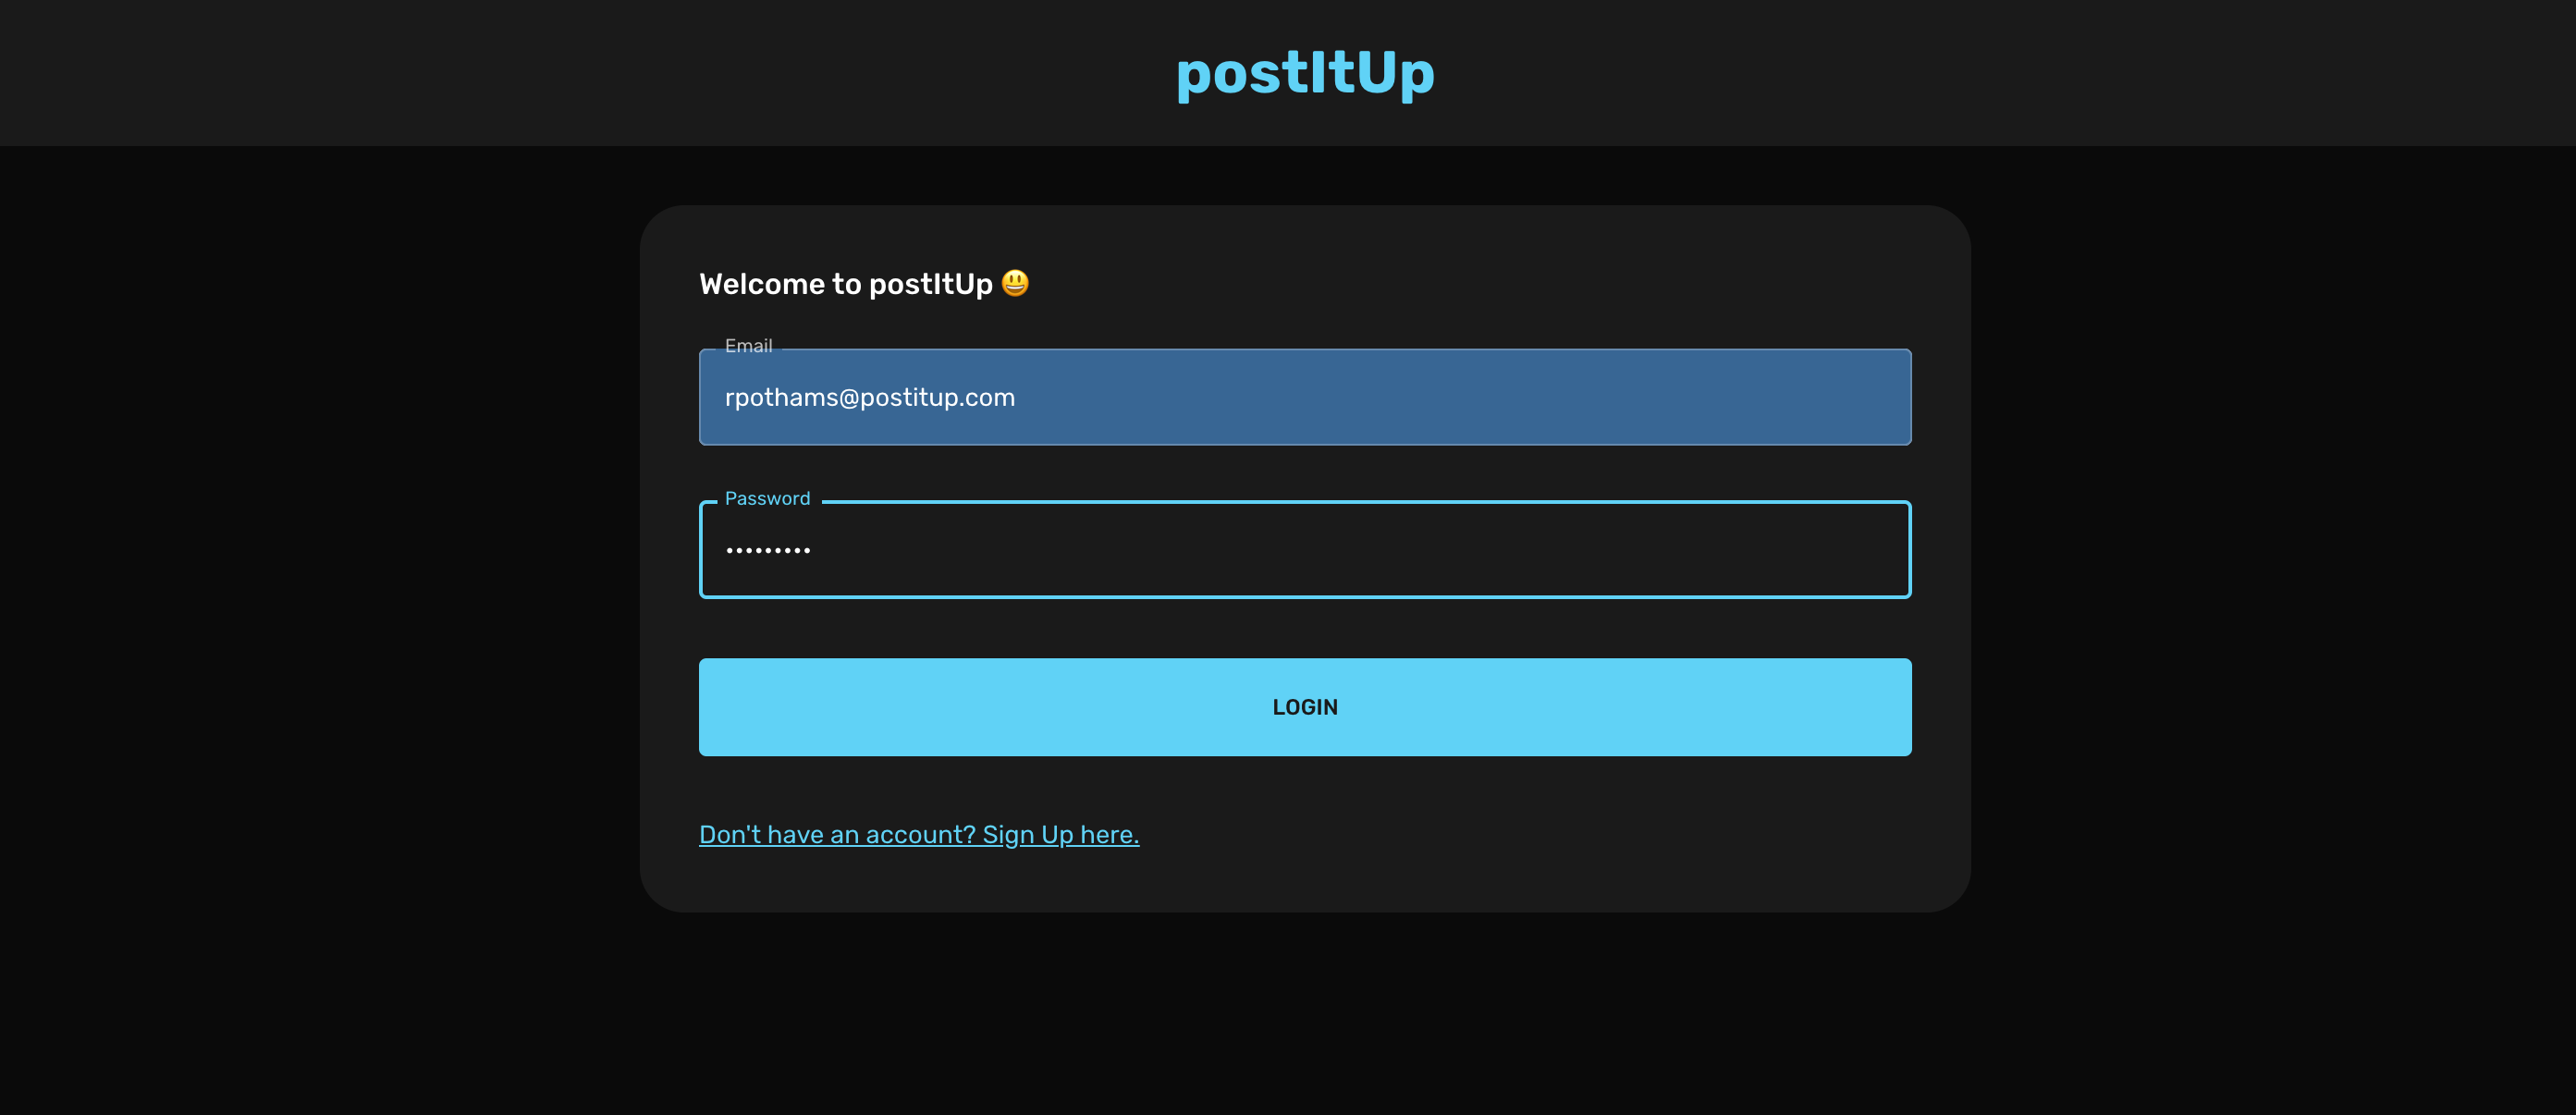 postItUp
Welcome to postItUp 😃
Email
rpothams@postitup.com
Password
•••••••••
LOGIN
Don't have an account? Sign Up here.